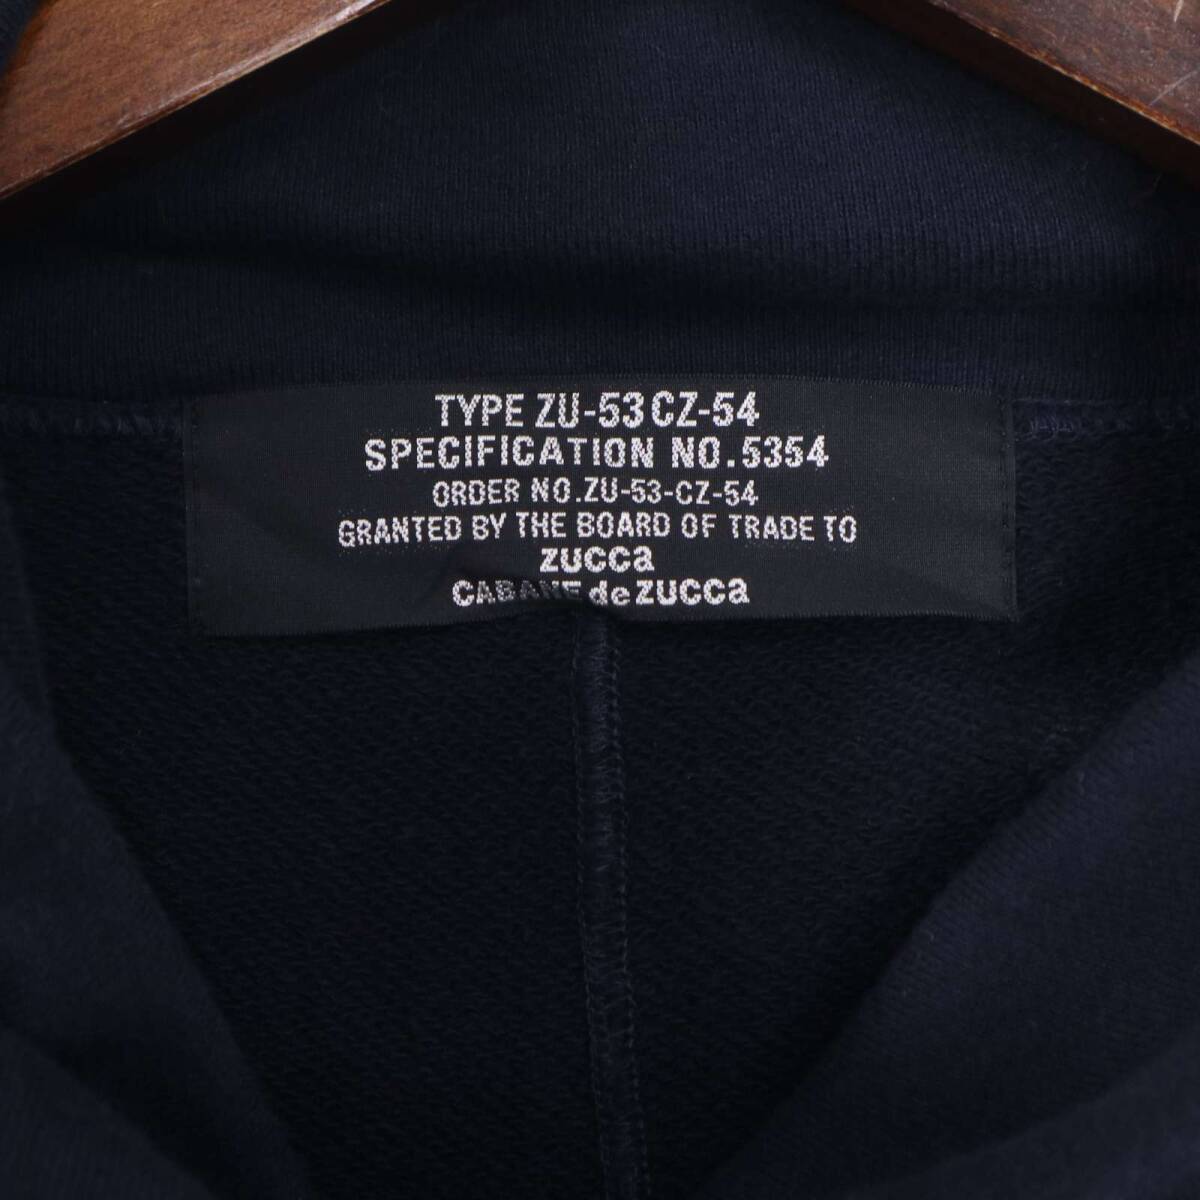 TYPE ZU-53CZ-54
SPECIFICATION NO.5354
ORDER NO.ZU-53-CZ-54
GRANTED BY THE BOARD OF TRADE TO
zucca
CABANE de zucca